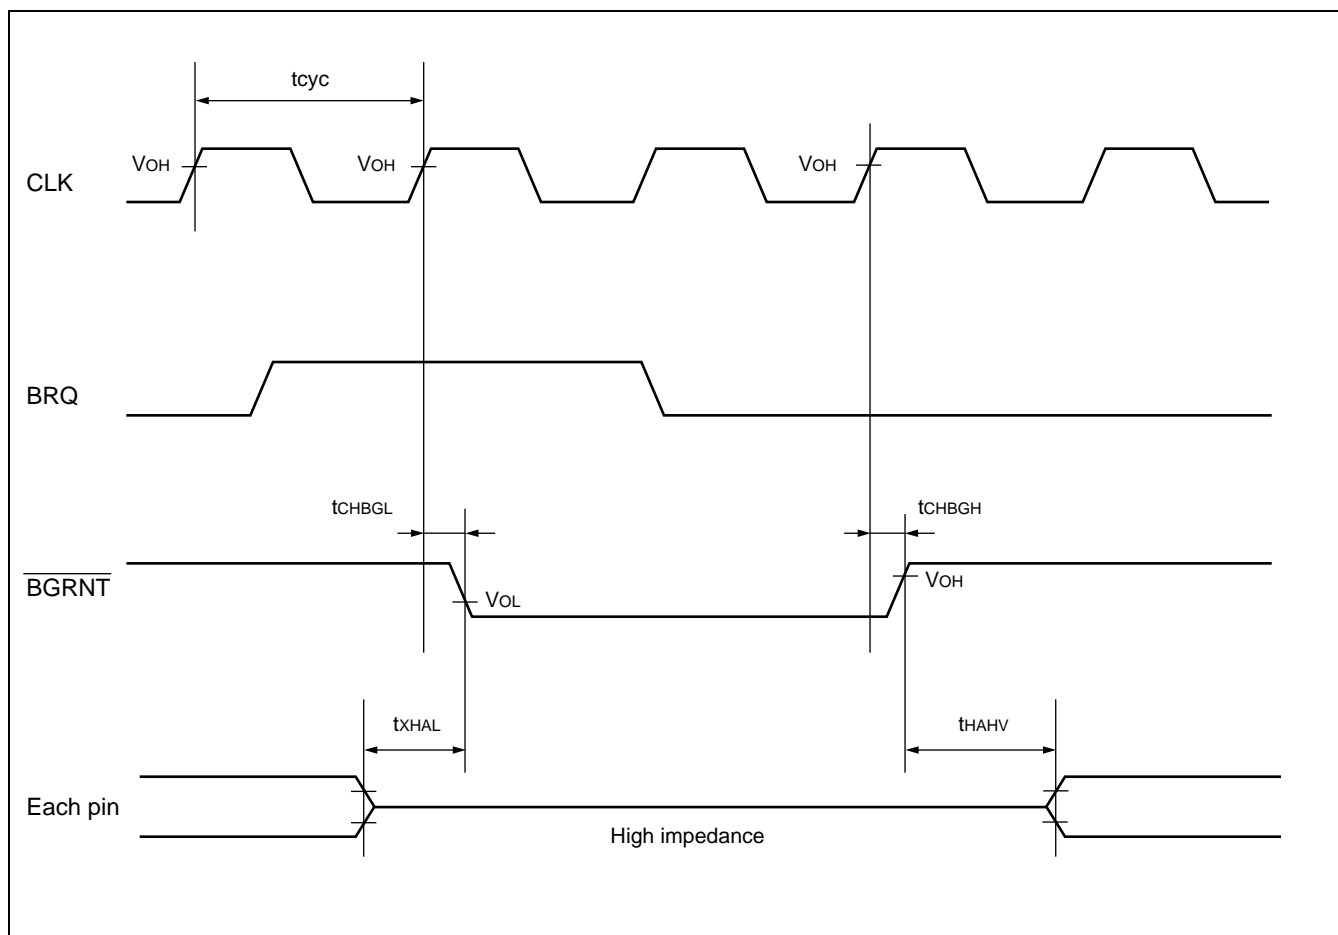 tcyc
VOH
VOH
VOH
CLK
BRQ
tCHBGL
tCHBGH
BGRNT
VOL
VOH
tXHAL
tHAHV
Each pin
High impedance